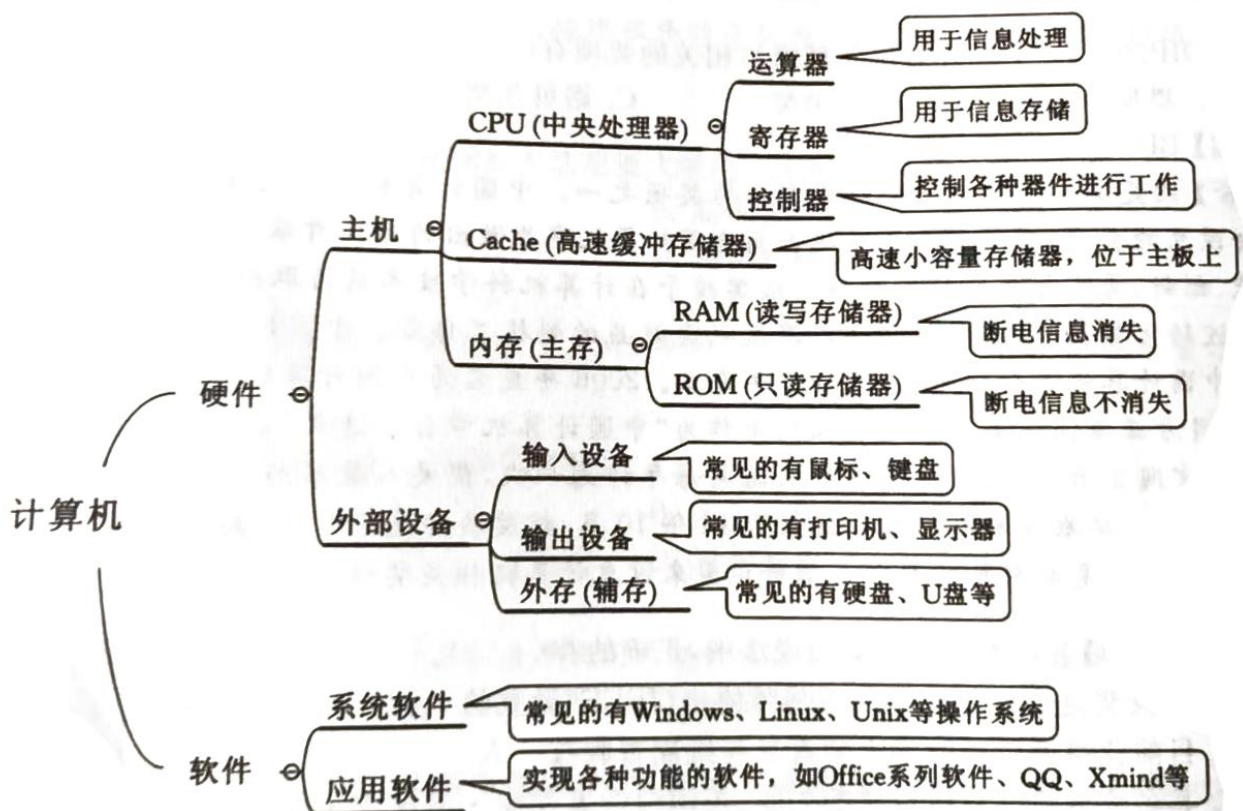 计算机
硬件
主机
CPU (中央处理器)
运算器
用于信息处理
寄存器
用于信息存储
控制器
控制各种器件进行工作
Cache (高速缓冲存储器)
高速小容量存储器，位于主板上
内存 (主存)
RAM (读写存储器)
断电信息消失
ROM (只读存储器)
断电信息不消失
外部设备
输入设备
常见的有鼠标、键盘
输出设备
常见的有打印机、显示器
外存 (辅存)
常见的有硬盘、U盘等
软件
系统软件
常见的有Windows、Linux、Unix等操作系统
应用软件
实现各种功能的软件，如Office系列软件、QQ、Xmind等